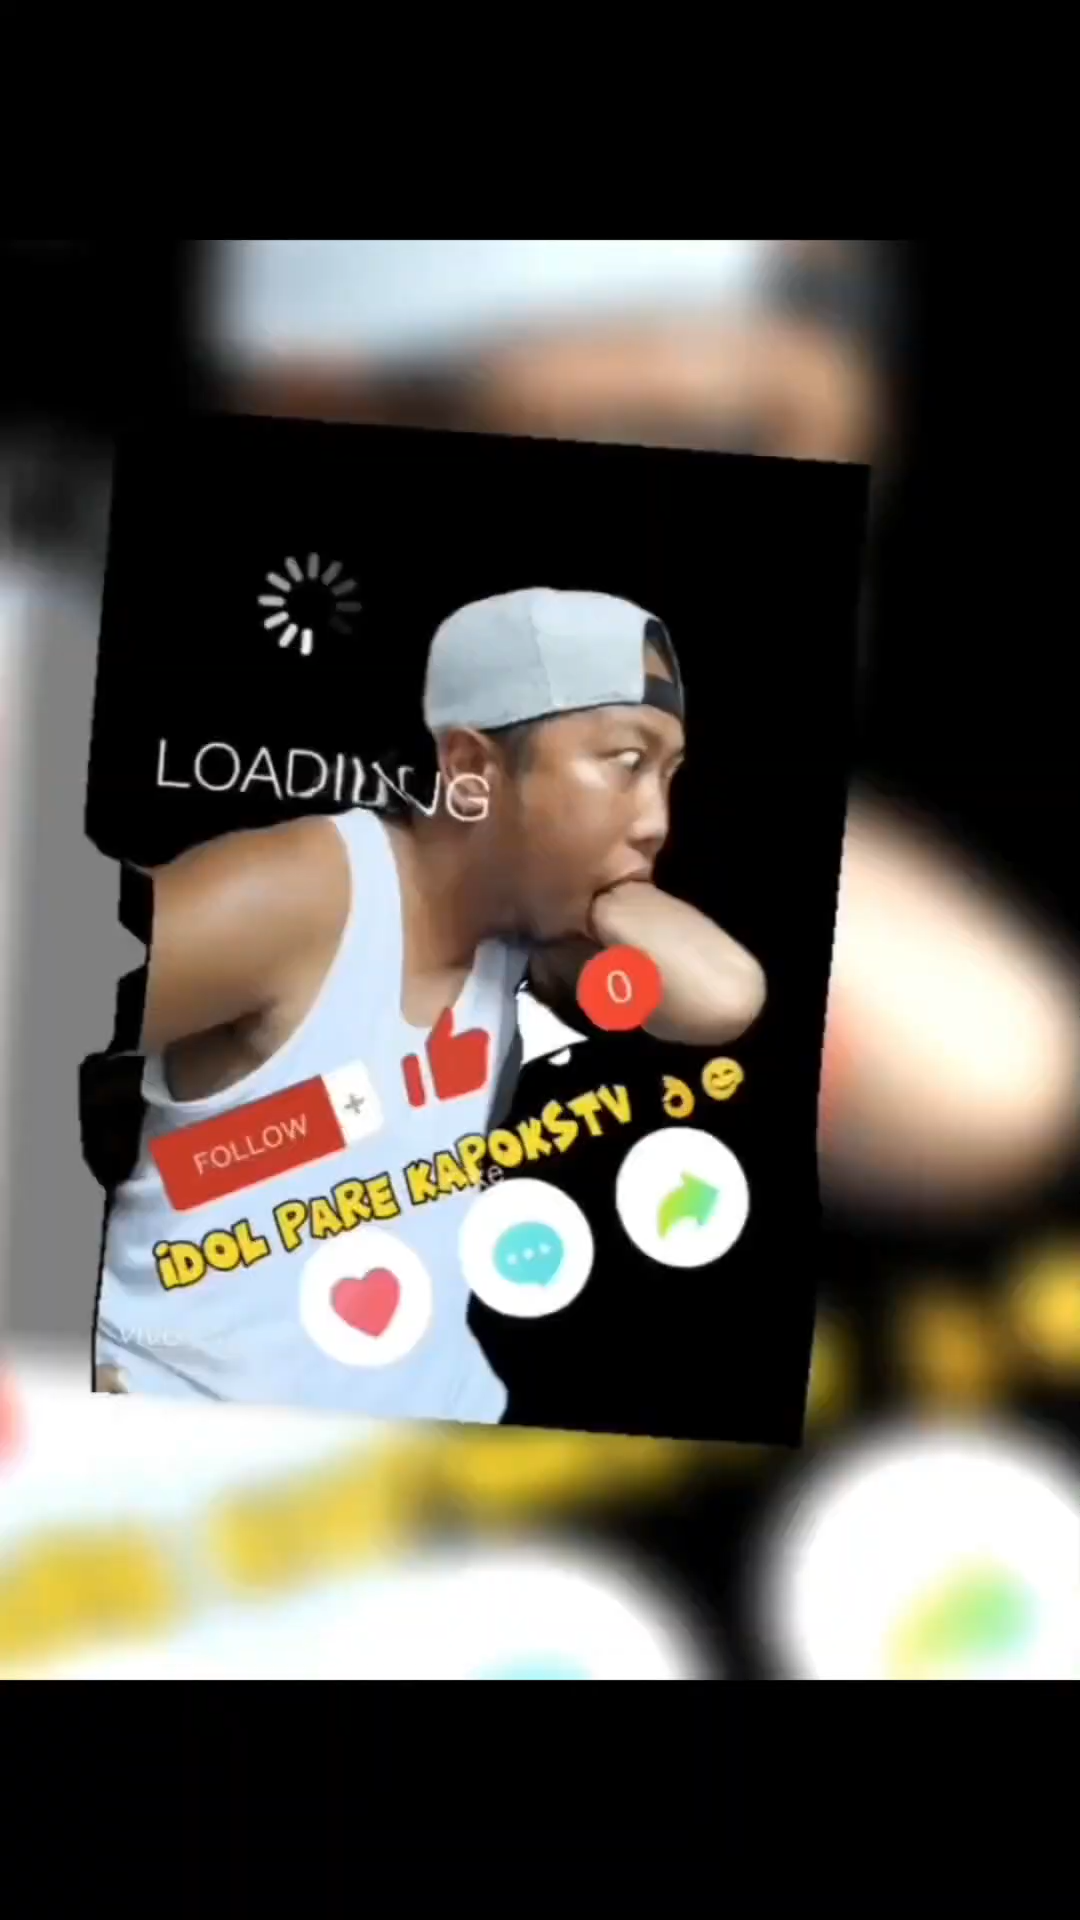 LOADING
0
FOLLOW +
iDOL PARE KAPOKSTV 👌😊